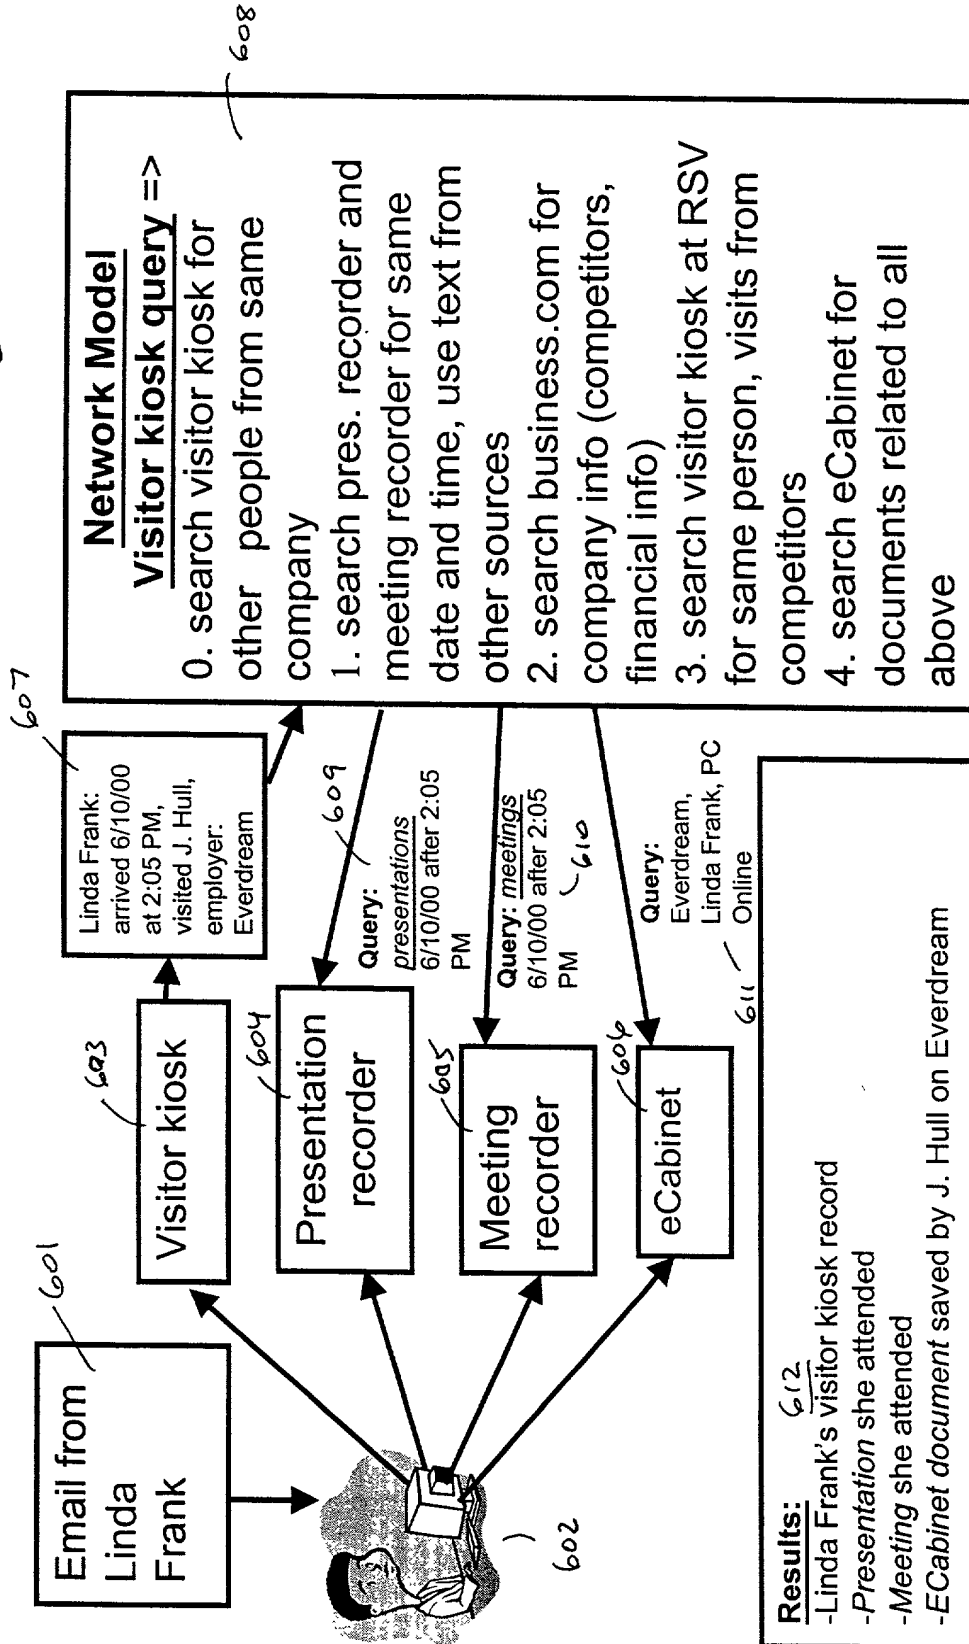 Email from
Linda
Frank
601
602
Visitor kiosk
603
Presentation
recorder
604
Meeting
recorder
605
eCabinet
606
Linda Frank:
arrived 6/10/00
at 2:05 PM,
visited J. Hull,
employer:
Everdream
607
Query:
presentations
6/10/00 after 2:05
PM
609
Query: meetings
6/10/00 after 2:05
PM
610
Query:
Everdream,
Linda Frank, PC
Online
611
Network Model
Visitor kiosk query =>
0. search visitor kiosk for
other people from same
company
1. search pres. recorder and
meeting recorder for same
date and time, use text from
other sources
2. search business.com for
company info (competitors,
financial info)
3. search visitor kiosk at RSV
for same person, visits from
competitors
4. search eCabinet for
documents related to all
above
608
Results: 612
-Linda Frank's visitor kiosk record
-Presentation she attended
-Meeting she attended
-ECabinet document saved by J. Hull on Everdream